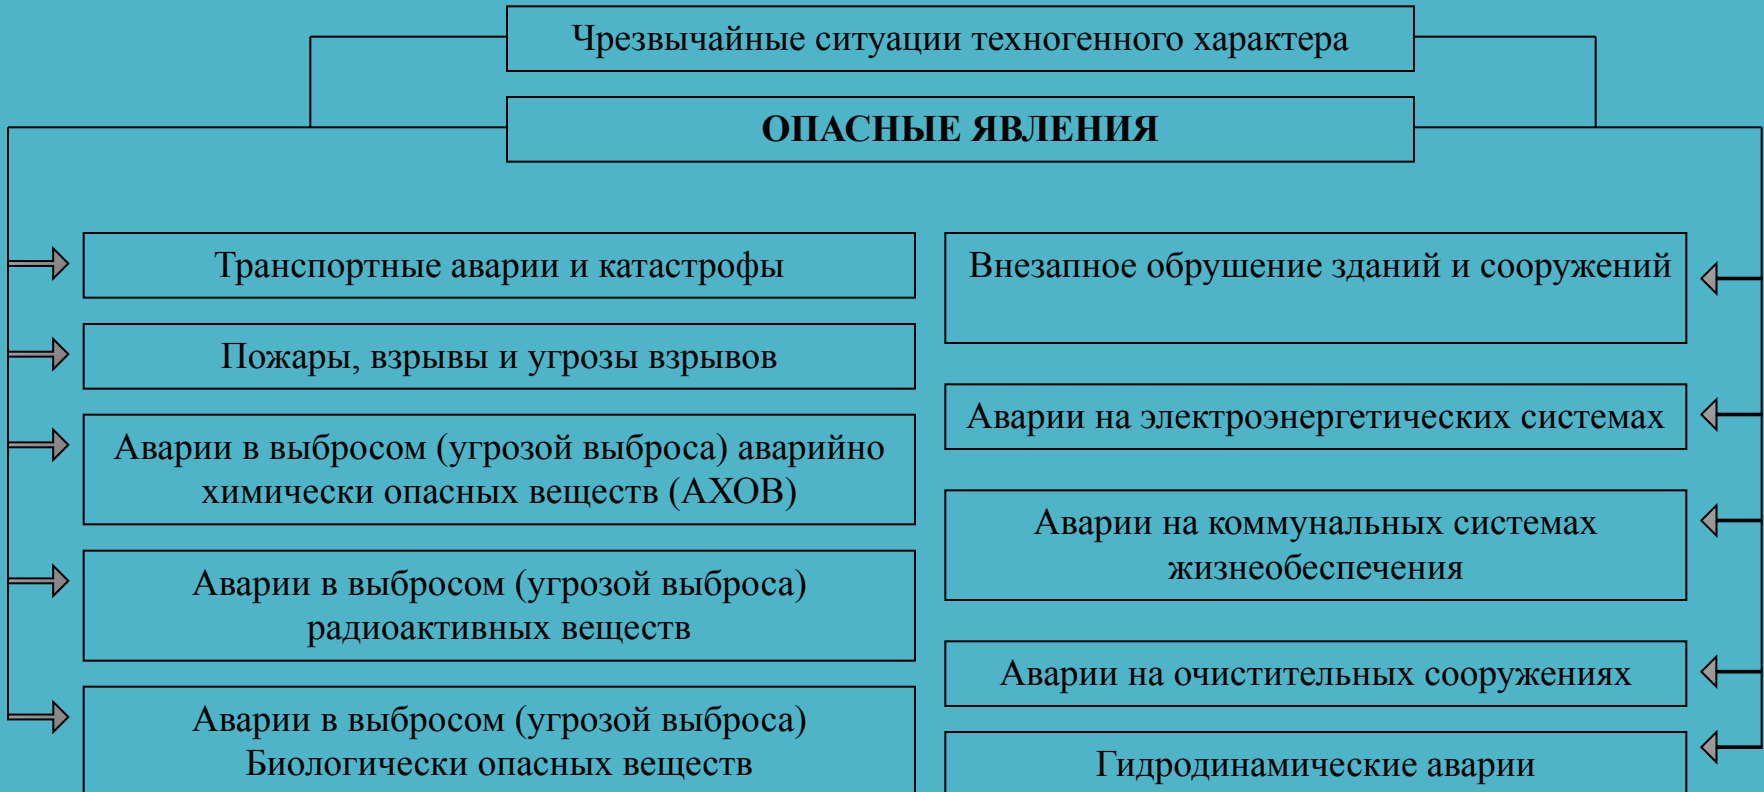 Чрезвычайные ситуации техногенного характера
ОПАСНЫЕ ЯВЛЕНИЯ
Транспортные аварии и катастрофы
Пожары, взрывы и угрозы взрывов
Аварии в выбросом (угрозой выброса) аварийно
химически опасных веществ (АХОВ)
Аварии в выбросом (угрозой выброса)
радиоактивных веществ
Аварии в выбросом (угрозой выброса)
Биологически опасных веществ
Внезапное обрушение зданий и сооружений
Аварии на электроэнергетических системах
Аварии на коммунальных системах
жизнеобеспечения
Аварии на очистительных сооружениях
Гидродинамические аварии